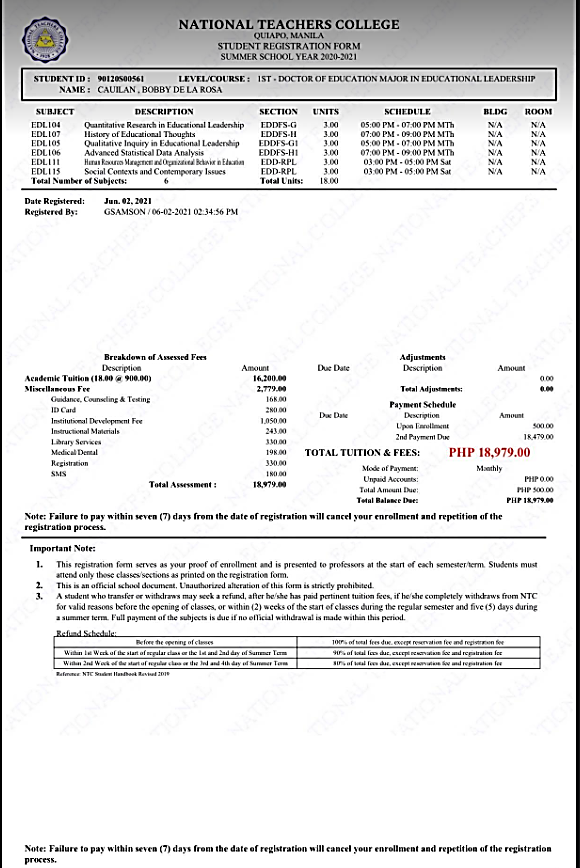 NATIONAL TEACHERS COLLEGE
QUIAPO, MANILA
STUDENT REGISTRATION FORM
SUMMER SCHOOL YEAR 2020-2021
STUDENT ID : 90120S00561 LEVEL/COURSE : 1ST - DOCTOR OF EDUCATION MAJOR IN EDUCATIONAL LEADERSHIP
NAME : CAUILAN , BOBBY DE LA ROSA
SUBJECT DESCRIPTION SECTION UNITS SCHEDULE BLDG ROOM
EDL104 Quantitative Research in Educational Leadership EDDFS-G 3.00 05:00 PM - 07:00 PM MTh N/A N/A
EDL107 History of Educational Thoughts EDDFS-H 3.00 07:00 PM - 09:00 PM MTh N/A N/A
EDL105 Qualitative Inquiry in Educational Leadership EDDFS-G1 3.00 05:00 PM - 07:00 PM MTh N/A N/A
EDL106 Advanced Statistical Data Analysis EDDFS-H1 3.00 07:00 PM - 09:00 PM MTh N/A N/A
EDL111 Human Resources Management and Organizational Behavior in Education EDD-RPL 3.00 03:00 PM - 05:00 PM Sat N/A N/A
EDL115 Social Contexts and Contemporary Issues EDD-RPL 3.00 03:00 PM - 05:00 PM Sat N/A N/A
Total Number of Subjects: 6 Total Units: 18.00
Date Registered: Jun. 02, 2021
Registered By: GSAMSON / 06-02-2021 02:34:56 PM
Breakdown of Assessed Fees Adjustments
Description Amount Due Date Description Amount
Academic Tuition (18.00 @ 900.00) 16,200.00 0.00
Miscellaneous Fee 2,779.00 Total Adjustments: 0.00
Guidance, Counseling & Testing 168.00 Payment Schedule
ID Card 280.00 Due Date Description Amount
Institutional Development Fee 1,050.00 Upon Enrollment 500.00
Instructional Materials 243.00 2nd Payment Due 18,479.00
Library Services 330.00
Medical Dental 198.00 TOTAL TUITION & FEES: PHP 18,979.00
Registration 330.00 Mode of Payment: Monthly
SMS 180.00 Unpaid Accounts: PHP 0.00
Total Assessment : 18,979.00 Total Amount Due: PHP 500.00
Total Balance Due: PHP 18,979.00
Note: Failure to pay within seven (7) days from the date of registration will cancel your enrollment and repetition of the
registration process.
Important Note:
1. This registration form serves as your proof of enrollment and is presented to professors at the start of each semester/term. Students must
attend only those classes/sections as printed on the registration form.
2. This is an official school document. Unauthorized alteration of this form is strictly prohibited.
3. A student who transfer or withdraws may seek a refund, after he/she has paid pertinent tuition fees, if he/she completely withdraws from NTC
for valid reasons before the opening of classes, or within (2) weeks of the start of classes during the regular semester and five (5) days during
a summer term. Full payment of the subjects is due if no official withdrawal is made within this period.
Refund Schedule:
Before the opening of classes 100% of total fees due, except reservation fee and registration fee
Within 1st Week of the start of regular class or the 1st and 2nd day of Summer Term 90% of total fees due, except reservation fee and registration fee
Within 2nd Week of the start of regular class or the 3rd and 4th day of Summer Term 80% of total fees due, except reservation fee and registration fee
Reference: NTC Student Handbook Revised 2019
Note: Failure to pay within seven (7) days from the date of registration will cancel your enrollment and repetition of the registration
process.